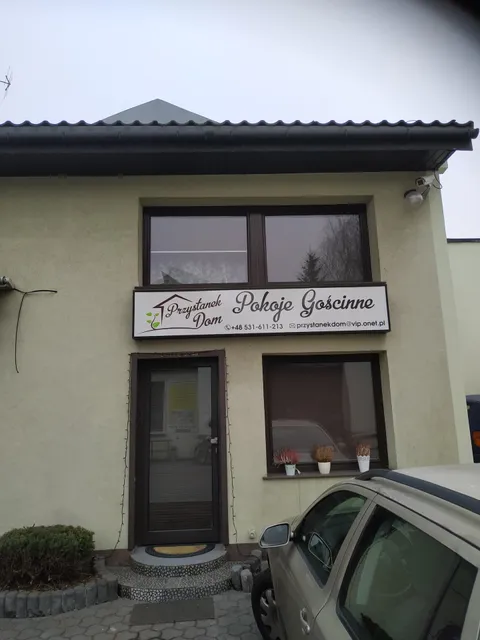 Przystanek
Dom
Pokoje Gościnne
+48 531-611-213 przystanekdom@vip.onet.pl